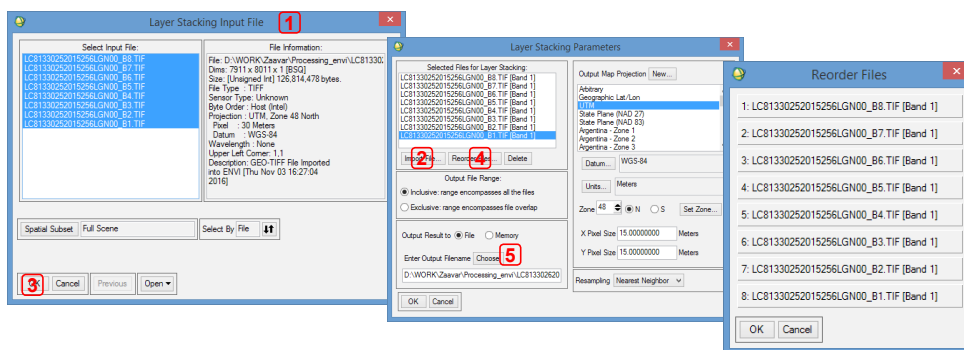 Layer Stacking Input File
1
Select Input File:
LC81330252015256LGN00_B8.TIF
LC81330252015256LGN00_B7.TIF
LC81330252015256LGN00_B6.TIF
LC81330252015256LGN00_B5.TIF
LC81330252015256LGN00_B4.TIF
LC81330252015256LGN00_B3.TIF
LC81330252015256LGN00_B2.TIF
LC81330252015256LGN00_B1.TIF
File Information:
File: D:\WORK\Zaavar\Processing_envi\LC81330:
Dims: 7911 x 8011 x 1 [BSQ]
Size: [Unsigned Int] 126,814,478 bytes.
File Type : TIFF
Sensor Type: Unknown
Byte Order : Host (Intel)
Projection : UTM, Zone 48 North
Pixel : 30 Meters
Datum : WGS-84
Wavelength : None
Upper Left Corner: 1,1
Description: GEO-TIFF File Imported
into ENVI [Thu Nov 03 16:27:04
2016]
Spatial Subset Full Scene
Select By File
3
Cancel Previous Open
Layer Stacking Parameters
Selected Files for Layer Stacking:
LC81330252015256LGN00_B8.TIF [Band 1]
LC81330252015256LGN00_B7.TIF [Band 1]
LC81330252015256LGN00_B6.TIF [Band 1]
LC81330252015256LGN00_B5.TIF [Band 1]
LC81330252015256LGN00_B4.TIF [Band 1]
LC81330252015256LGN00_B3.TIF [Band 1]
LC81330252015256LGN00_B2.TIF [Band 1]
LC81330252015256LGN00_B1.TIF [Band 1]
2
4
Delete
Output File Range:
Inclusive: range encompasses all the files
Exclusive: range encompasses file overlap
Output Result to File Memory
Enter Output Filename Choose
5
D:\WORK\Zaavar\Processing_envi\LC813302620
OK Cancel
Output Map Projection New...
Arbitrary
Geographic Lat/Lon
UTM
State Plane (NAD 27)
State Plane (NAD 83)
Argentina - Zone 1
Argentina - Zone 2
Argentina - Zone 3
Datum... WGS-84
Units... Meters
Zone 48 N S Set Zone...
X Pixel Size 15.00000000 Meters
Y Pixel Size 15.00000000 Meters
Resampling Nearest Neighbor
Reorder Files
1: LC81330252015256LGN00_B8.TIF [Band 1]
2: LC81330252015256LGN00_B7.TIF [Band 1]
3: LC81330252015256LGN00_B6.TIF [Band 1]
4: LC81330252015256LGN00_B5.TIF [Band 1]
5: LC81330252015256LGN00_B4.TIF [Band 1]
6: LC81330252015256LGN00_B3.TIF [Band 1]
7: LC81330252015256LGN00_B2.TIF [Band 1]
8: LC81330252015256LGN00_B1.TIF [Band 1]
OK Cancel